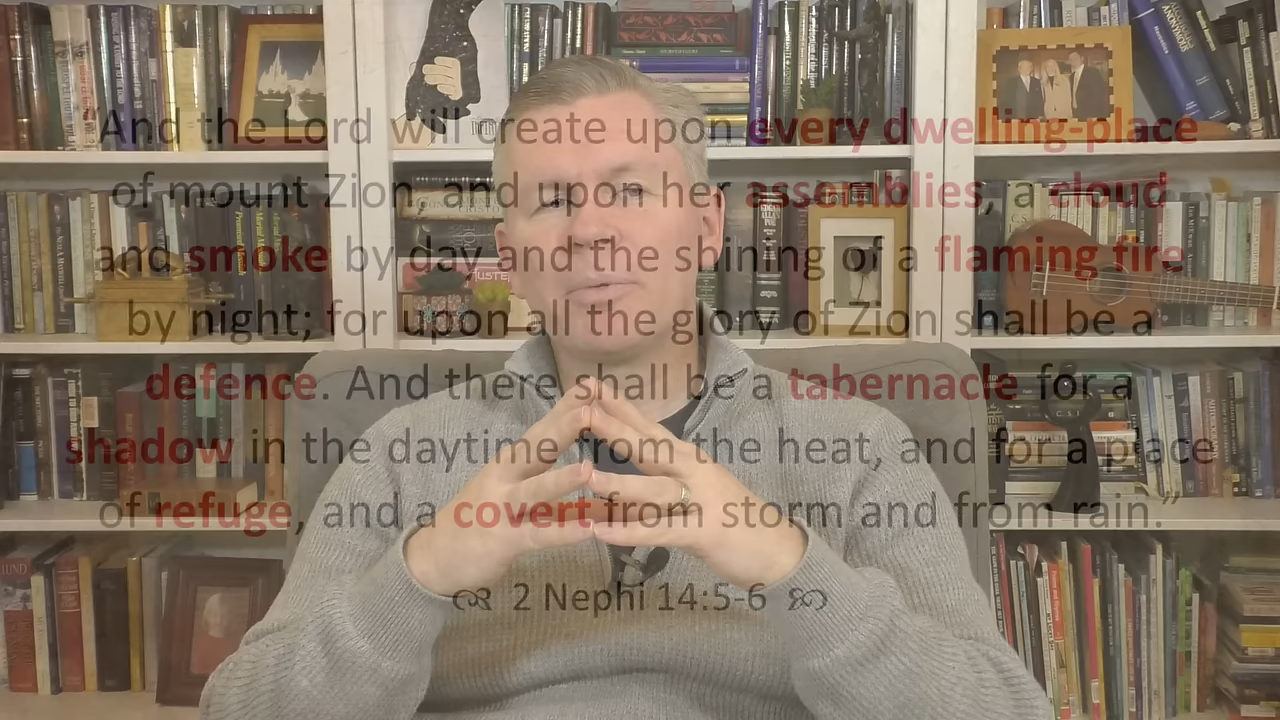 “And the Lord will create upon every dwelling-place
of mount Zion, and upon her assemblies, a cloud
and smoke by day and the shining of a flaming fire
by night; for upon all the glory of Zion shall be a
defence. And there shall be a tabernacle for a
shadow in the daytime from the heat, and for a place
of refuge, and a covert from storm and from rain.”
2 Nephi 14:5-6